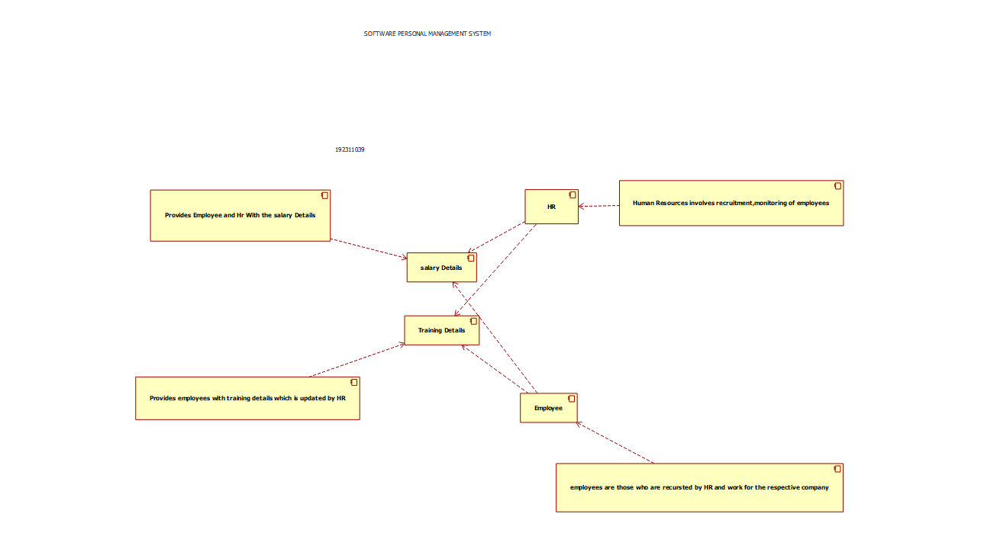 SOFTWARE PERSONAL MANAGEMENT SYSTEM
192311039
Provides Employee and Hr With the salary Details
HR
Human Resources involves recruitment,monitoring of employees
salary Details
Training Details
Provides employees with training details which is updated by HR
Employee
employees are those who are recursted by HR and work for the respective company